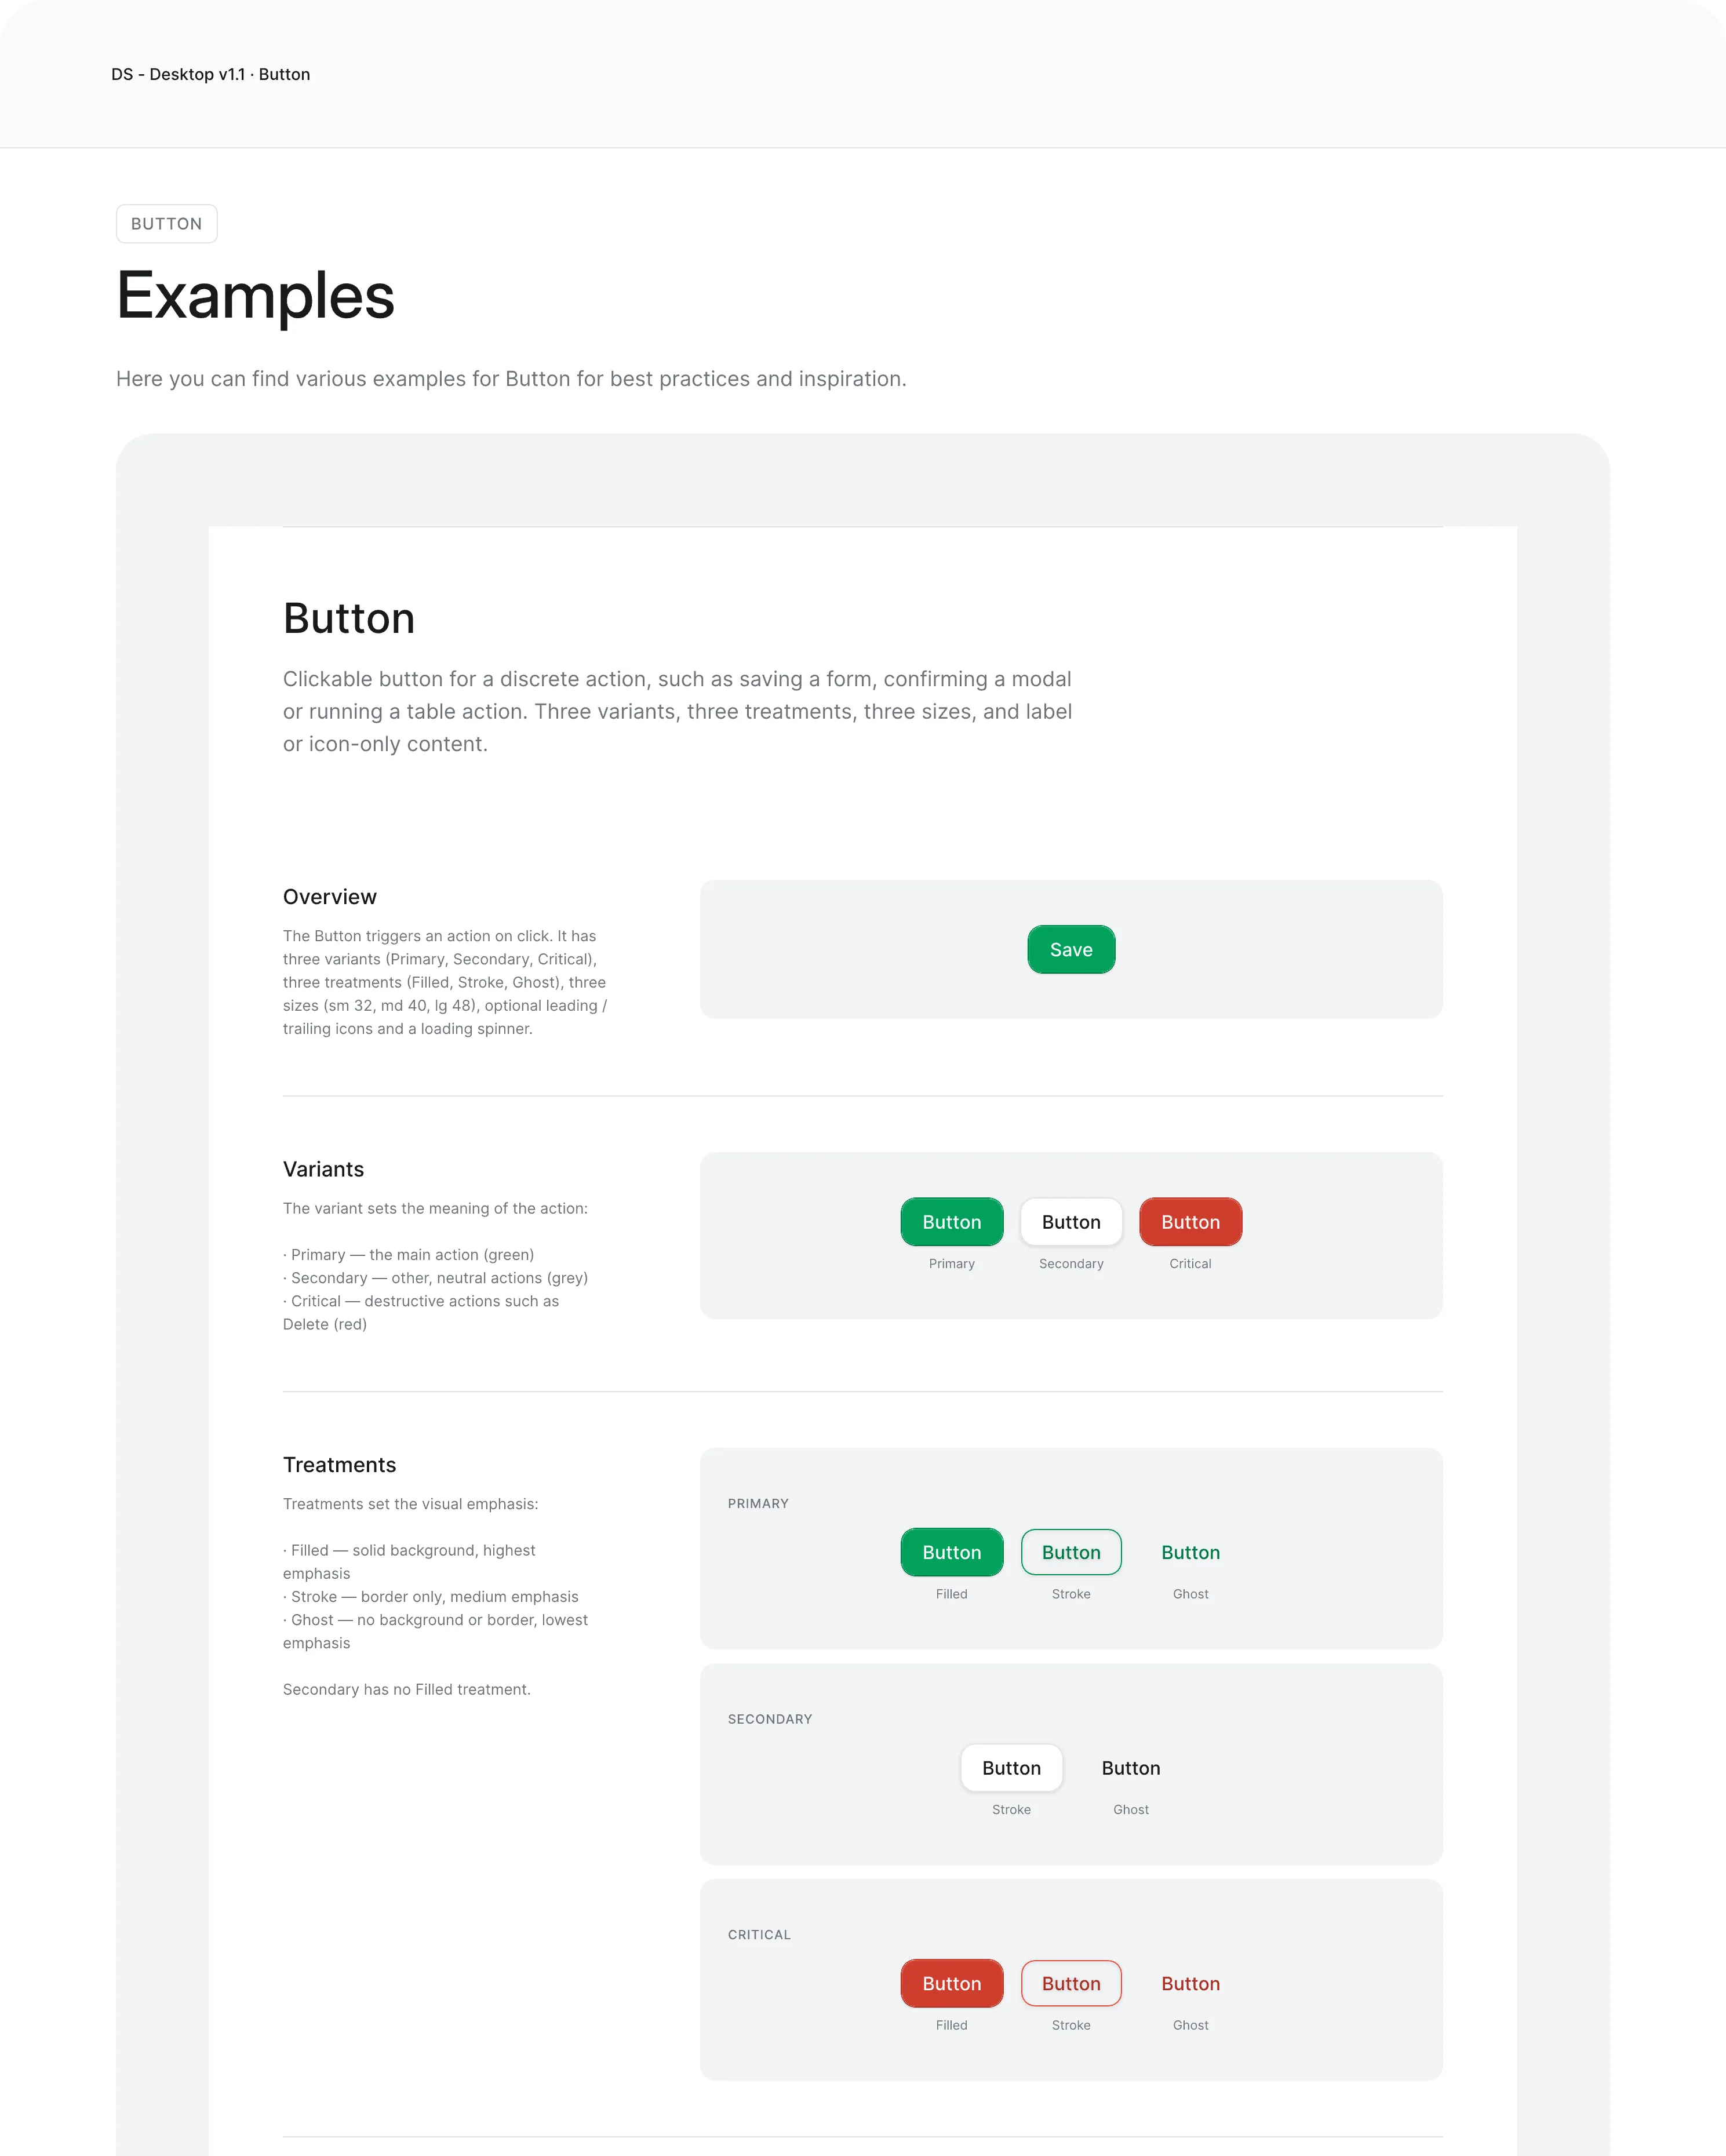 DS - Desktop v1.1 · Button
BUTTON
Examples
Here you can find various examples for Button for best practices and inspiration.
Button
Clickable button for a discrete action, such as saving a form, confirming a modal
or running a table action. Three variants, three treatments, three sizes, and label
or icon-only content.
Overview
The Button triggers an action on click. It has
three variants (Primary, Secondary, Critical),
three treatments (Filled, Stroke, Ghost), three
sizes (sm 32, md 40, lg 48), optional leading /
trailing icons and a loading spinner.
Save
Variants
The variant sets the meaning of the action:
· Primary — the main action (green)
· Secondary — other, neutral actions (grey)
· Critical — destructive actions such as
Delete (red)
Button Button Button
Primary Secondary Critical
Treatments
Treatments set the visual emphasis:
· Filled — solid background, highest
emphasis
· Stroke — border only, medium emphasis
· Ghost — no background or border, lowest
emphasis
Secondary has no Filled treatment.
PRIMARY
Button Button Button
Filled Stroke Ghost
SECONDARY
Button Button
Stroke Ghost
CRITICAL
Button Button Button
Filled Stroke Ghost